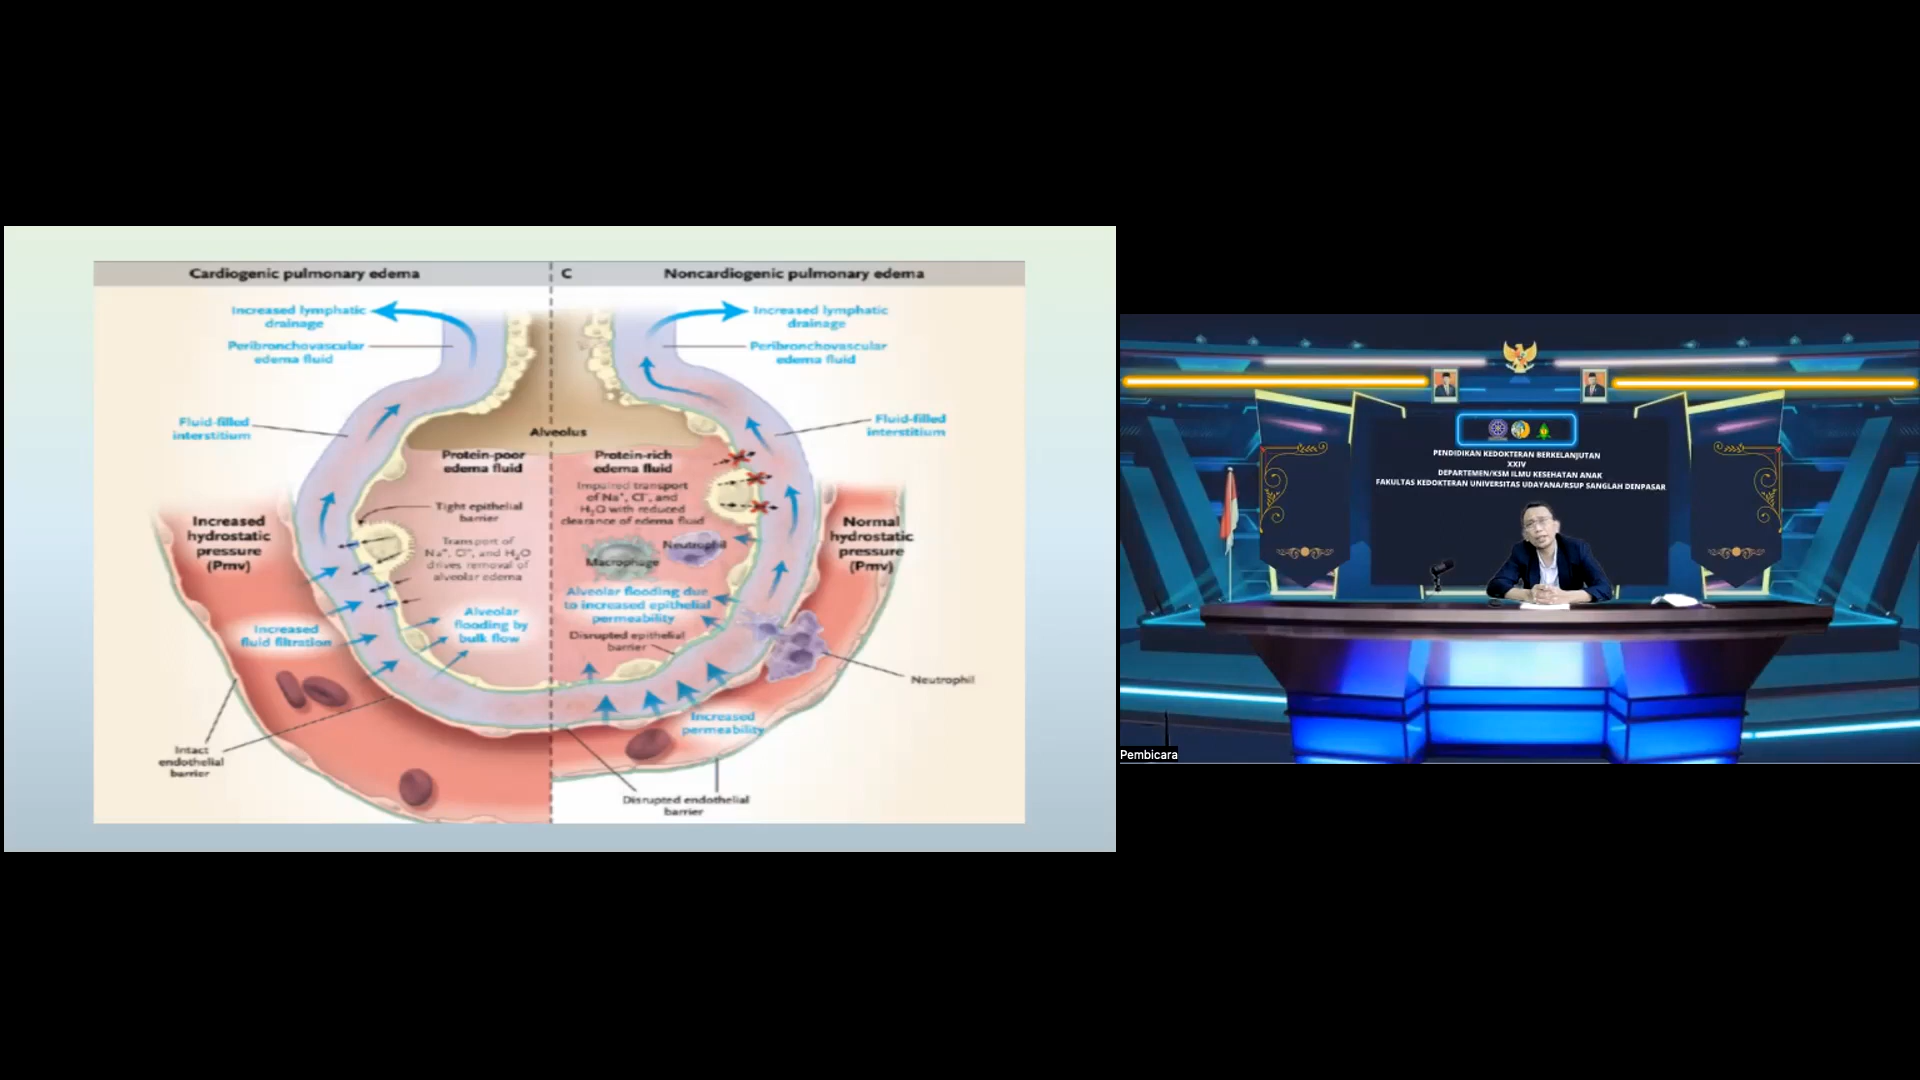 Cardiogenic pulmonary edema
C
Noncardiogenic pulmonary edema
Increased lymphatic
drainage
Peribronchovascular
edema fluid
Fluid-filled
interstitium
Alveolus
Protein-poor
edema fluid
Tight epithelial
barrier
Transport of
Na⁺, Cl⁻, and H₂O
drives removal of
alveolar edema
Increased
hydrostatic
pressure
(Pmv)
Alveolar
flooding by
bulk flow
Increased
fluid filtration
Intact
endothelial
barrier
Increased lymphatic
drainage
Peribronchovascular
edema fluid
Fluid-filled
interstitium
Protein-rich
edema fluid
Impaired transport
of Na⁺, Cl⁻, and
H₂O with reduced
clearance of edema fluid
Neutrophil
Macrophage
Normal
hydrostatic
pressure
(Pmv)
Alveolar flooding due
to increased epithelial
permeability
Disrupted epithelial
barrier
Neutrophil
Increased
permeability
Disrupted endothelial
barrier
PENDIDIKAN KEDOKTERAN BERKELANJUTAN
XXIV
DEPARTEMEN/KSM ILMU KESEHATAN ANAK
FAKULTAS KEDOKTERAN UNIVERSITAS UDAYANA/RSUP SANGLAH DENPASAR
Pembicara